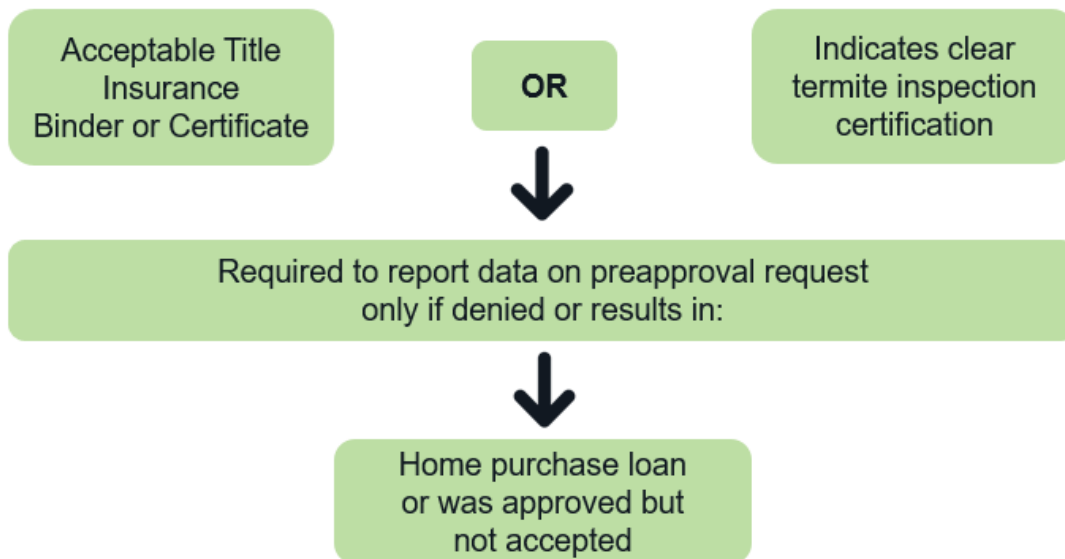 Acceptable Title
Insurance
Binder or Certificate
OR
Indicates clear
termite inspection
certification
Required to report data on preapproval request
only if denied or results in:
Home purchase loan
or was approved but
not accepted